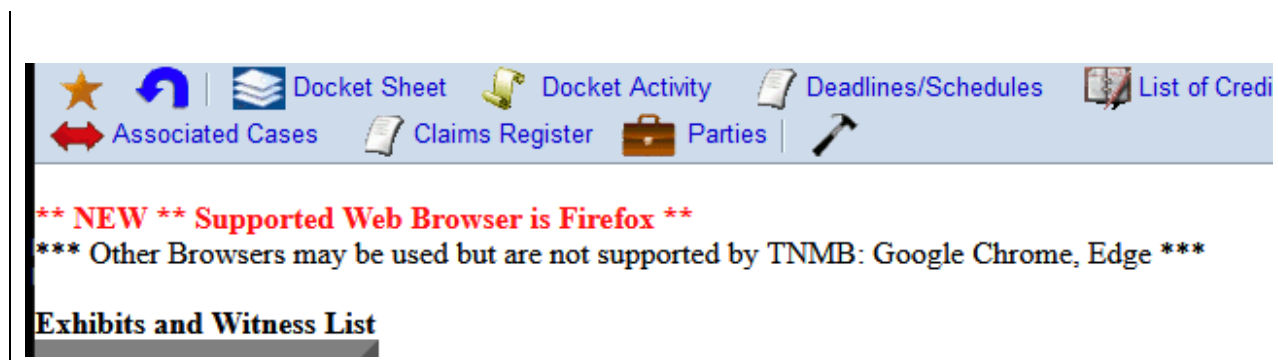 Docket Sheet Docket Activity Deadlines/Schedules List of Credi
Associated Cases Claims Register Parties
** NEW ** Supported Web Browser is Firefox **
*** Other Browsers may be used but are not supported by TNMB: Google Chrome, Edge ***
Exhibits and Witness List